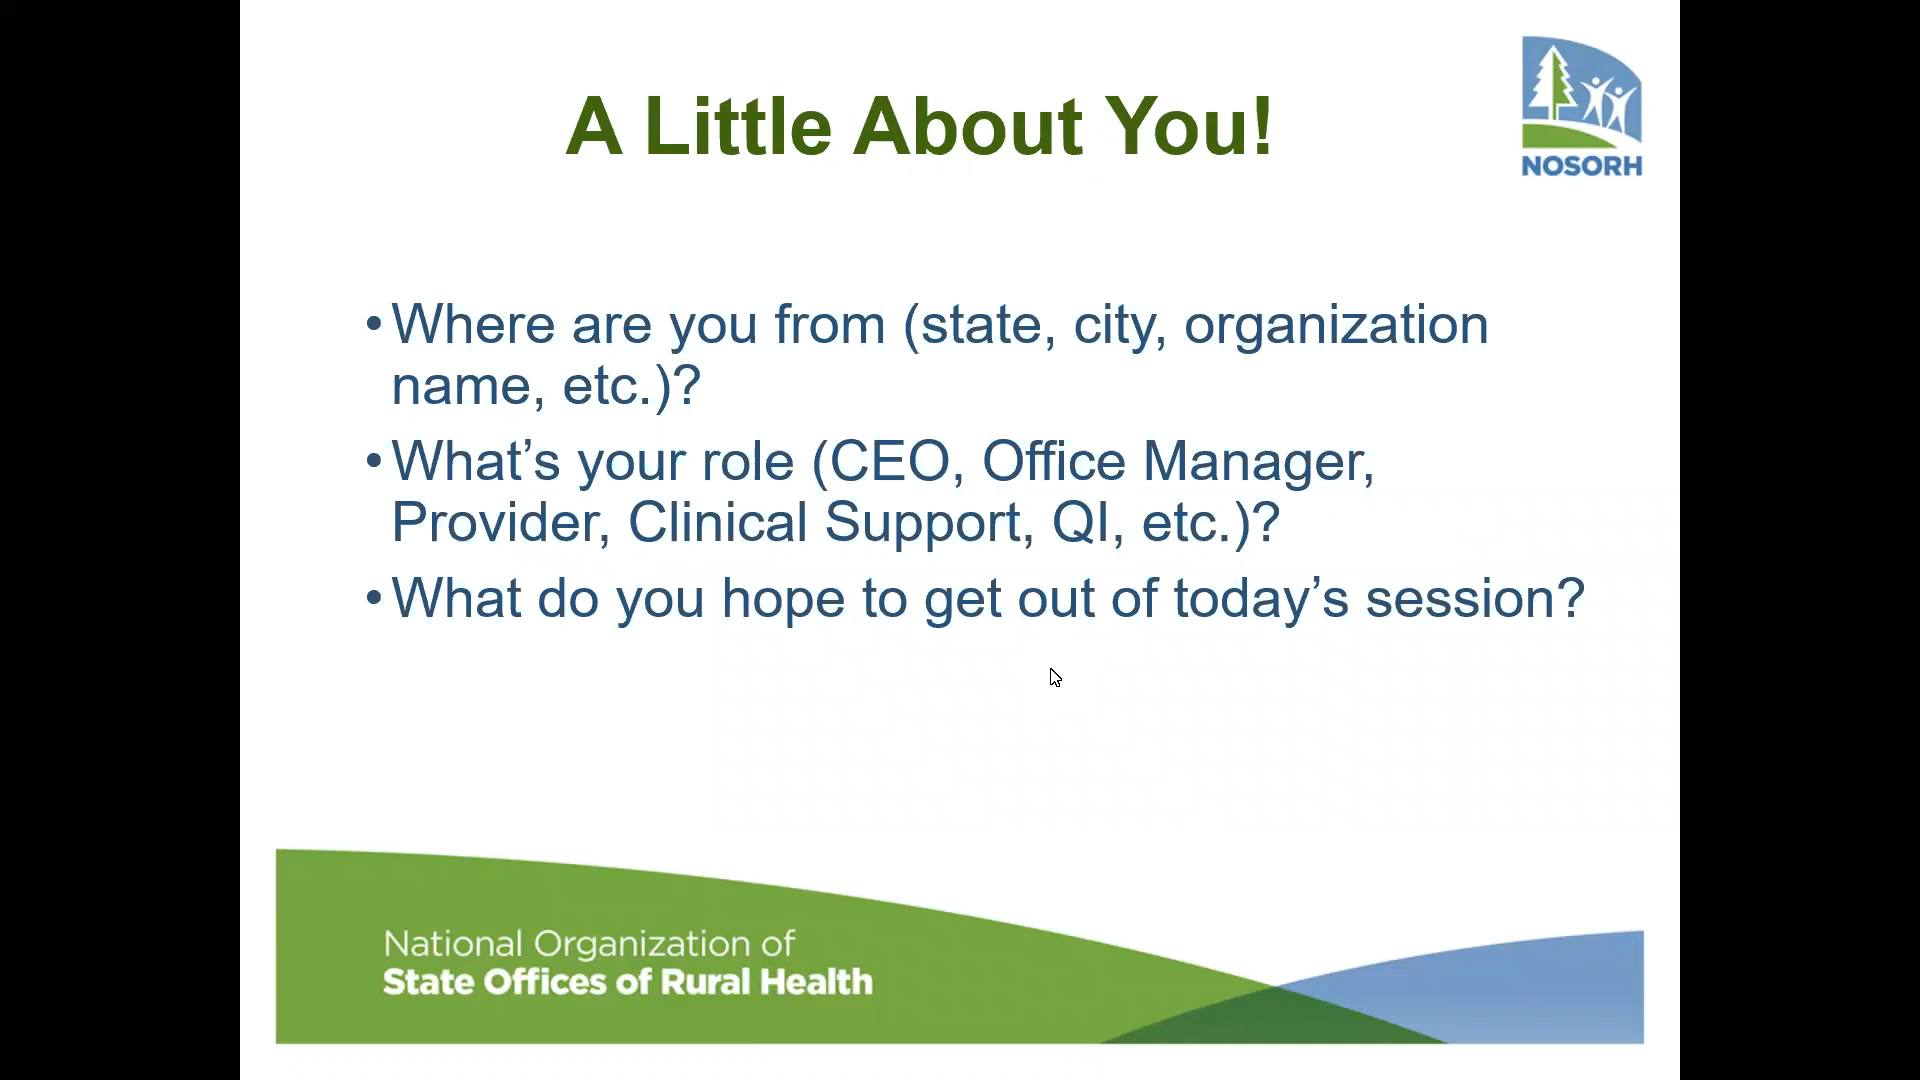 A Little About You!
NOSORH
•Where are you from (state, city, organization
name, etc.)?
•What’s your role (CEO, Office Manager,
Provider, Clinical Support, QI, etc.)?
•What do you hope to get out of today’s session?
National Organization of
State Offices of Rural Health